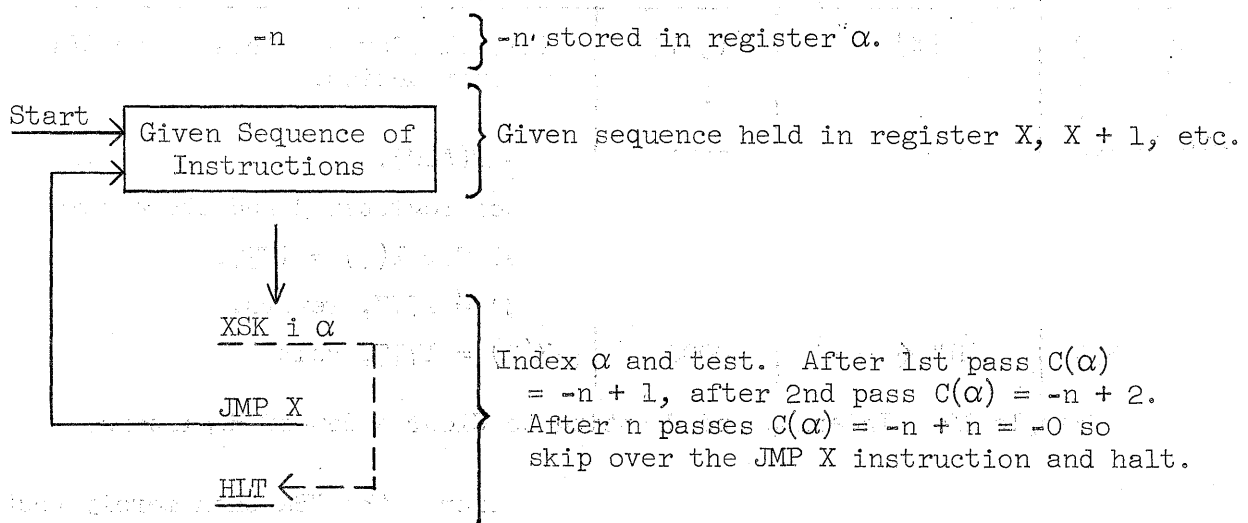 -n
-n stored in register α.
Start
Given Sequence of
Instructions
Given sequence held in register X, X + 1, etc.
XSK i α
JMP X
HLT
Index α and test. After 1st pass C(α)
= -n + 1, after 2nd pass C(α) = -n + 2.
After n passes C(α) = -n + n = -0 so
skip over the JMP X instruction and halt.